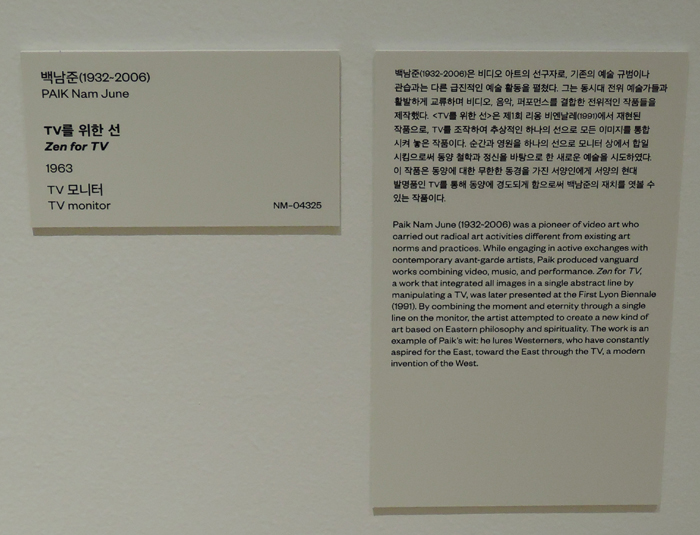 백남준(1932-2006)
PAIK Nam June
TV를 위한 선
Zen for TV
1963
TV 모니터
TV monitor
NM-04325
백남준(1932-2006)은 비디오 아트의 선구자로, 기존의 예술 규범이나
관습과는 다른 급진적인 예술 활동을 펼쳤다. 그는 동시대 전위 예술가들과
활발하게 교류하며 비디오, 음악, 퍼포먼스를 결합한 전위적인 작품들을
제작했다. <TV를 위한 선>은 제1회 리옹 비엔날레(1991)에서 재현된
작품으로, TV를 조작하여 추상적인 하나의 선으로 모든 이미지를 통합
시켜 놓은 작품이다. 순간과 영원을 하나의 선으로 모니터 상에서 합일
시킴으로써 동양 철학과 정신을 바탕으로 한 새로운 예술을 시도하였다.
이 작품은 동양에 대한 무한한 동경을 가진 서양인에게 서양의 현대
발명품인 TV를 통해 동양에 경도되게 함으로써 백남준의 재치를 엿볼 수
있는 작품이다.
Paik Nam June (1932-2006) was a pioneer of video art who
carried out radical art activities different from existing art
norms and practices. While engaging in active exchanges with
contemporary avant-garde artists, Paik produced vanguard
works combining video, music, and performance. Zen for TV,
a work that integrated all images in a single abstract line by
manipulating a TV, was later presented at the First Lyon Biennale
(1991). By combining the moment and eternity through a single
line on the monitor, the artist attempted to create a new kind of
art based on Eastern philosophy and spirituality. The work is an
example of Paik's wit: he lures Westerners, who have constantly
aspired for the East, toward the East through the TV, a modern
invention of the West.